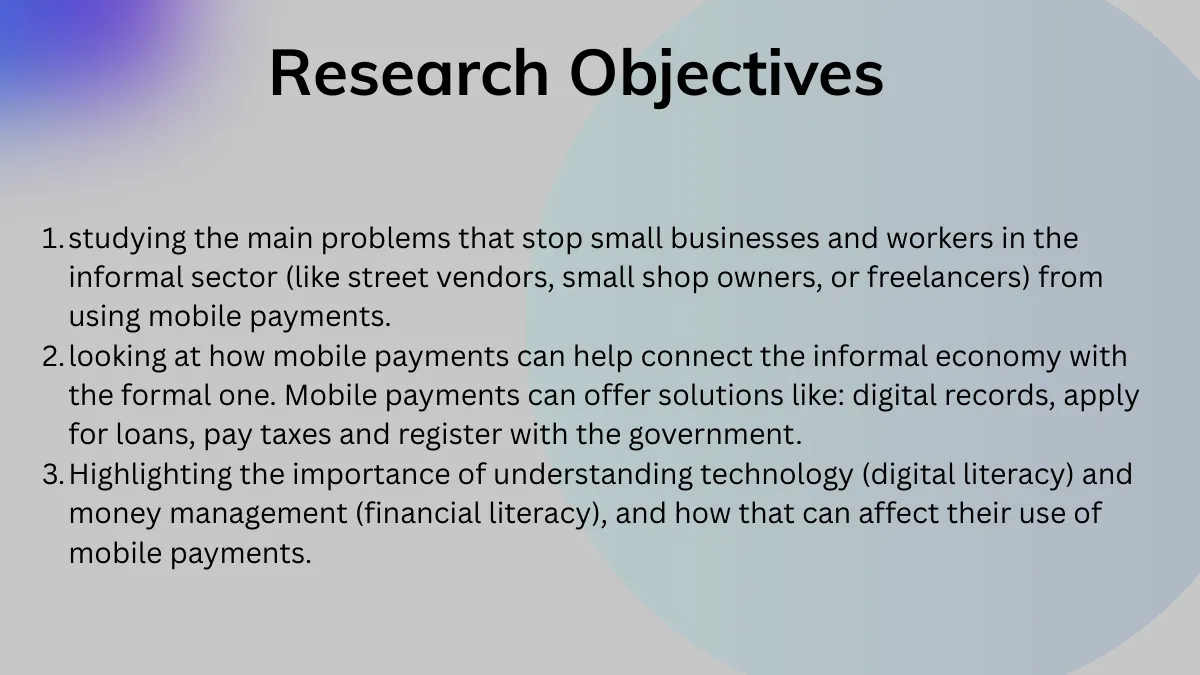 Research Objectives
1. studying the main problems that stop small businesses and workers in the
informal sector (like street vendors, small shop owners, or freelancers) from
using mobile payments.
2. looking at how mobile payments can help connect the informal economy with
the formal one. Mobile payments can offer solutions like: digital records, apply
for loans, pay taxes and register with the government.
3. Highlighting the importance of understanding technology (digital literacy) and
money management (financial literacy), and how that can affect their use of
mobile payments.